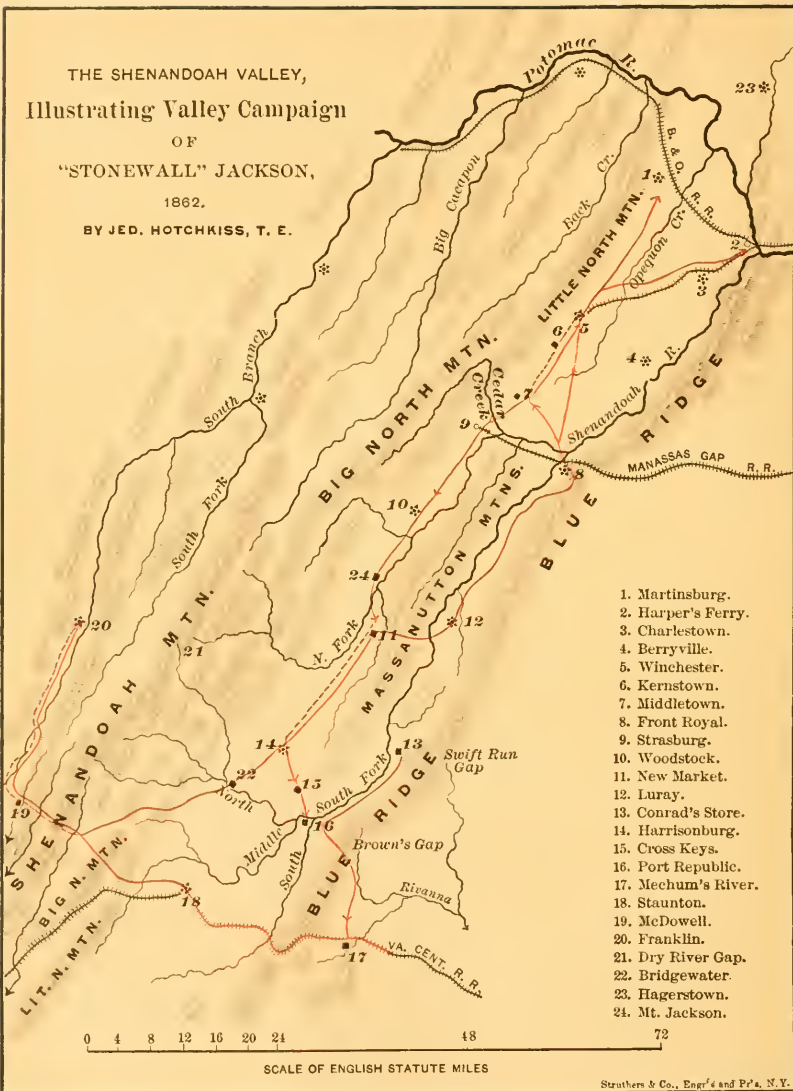 THE SHENANDOAH VALLEY,
Illustrating Valley Campaign
OF
"STONEWALL" JACKSON,
1862.
BY JED. HOTCHKISS, T. E.
Potomac R.
23
B. & O. R. R.
1
Big Cacapon
Back Cr.
Opequon Cr.
LITTLE NORTH MTN.
2
3
6
5
4
South Branch
BIG NORTH MTN.
Cedar Creek
7
Shenandoah R.
BLUE RIDGE
9
8
MANASSAS GAP R. R.
South Fork
10
MASSANUTTON MTNS.
24
20
21
N. Fork
11
12
SHENANDOAH MTN.
14
13
Swift Run Gap
22
15
North
South Fork
16
19
Middle
South
BLUE RIDGE
Brown's Gap
BIG N. MTN.
18
Rivanna
LIT. N. MTN.
17
VA. CENT. R. R.
1. Martinsburg.
2. Harper's Ferry.
3. Charlestown.
4. Berryville.
5. Winchester.
6. Kernstown.
7. Middletown.
8. Front Royal.
9. Strasburg.
10. Woodstock.
11. New Market.
12. Luray.
13. Conrad's Store.
14. Harrisonburg.
15. Cross Keys.
16. Port Republic.
17. Mechum's River.
18. Staunton.
19. McDowell.
20. Franklin.
21. Dry River Gap.
22. Bridgewater.
23. Hagerstown.
24. Mt. Jackson.
0 4 8 12 16 20 24 48 72
SCALE OF ENGLISH STATUTE MILES
Struthers & Co., Engr's and Pr's, N.Y.